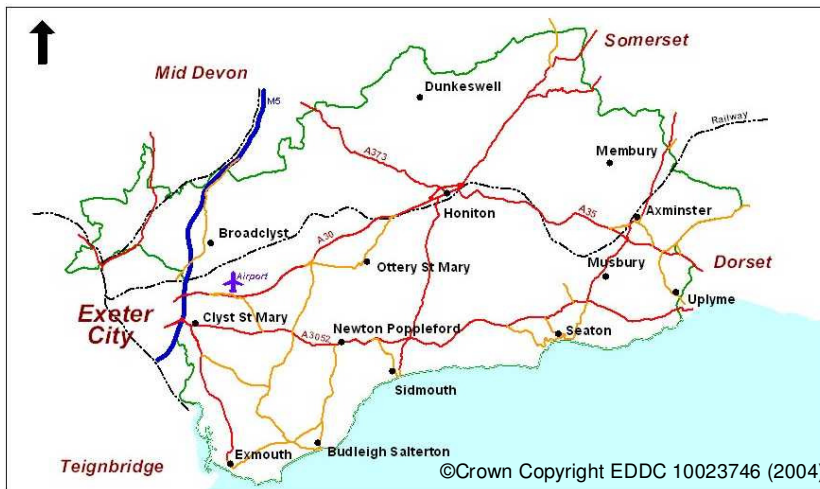 Somerset
Mid Devon
Dunkeswell
M5
Railway
A373
Membury
Honiton
A35
Axminster
Broadclyst
A30
Ottery St Mary
Musbury
Dorset
Airport
Uplyme
Exeter
City
Clyst St Mary
A3052
Newton Poppleford
Seaton
Sidmouth
Budleigh Salterton
Exmouth
Teignbridge
©Crown Copyright EDDC 10023746 (2004)